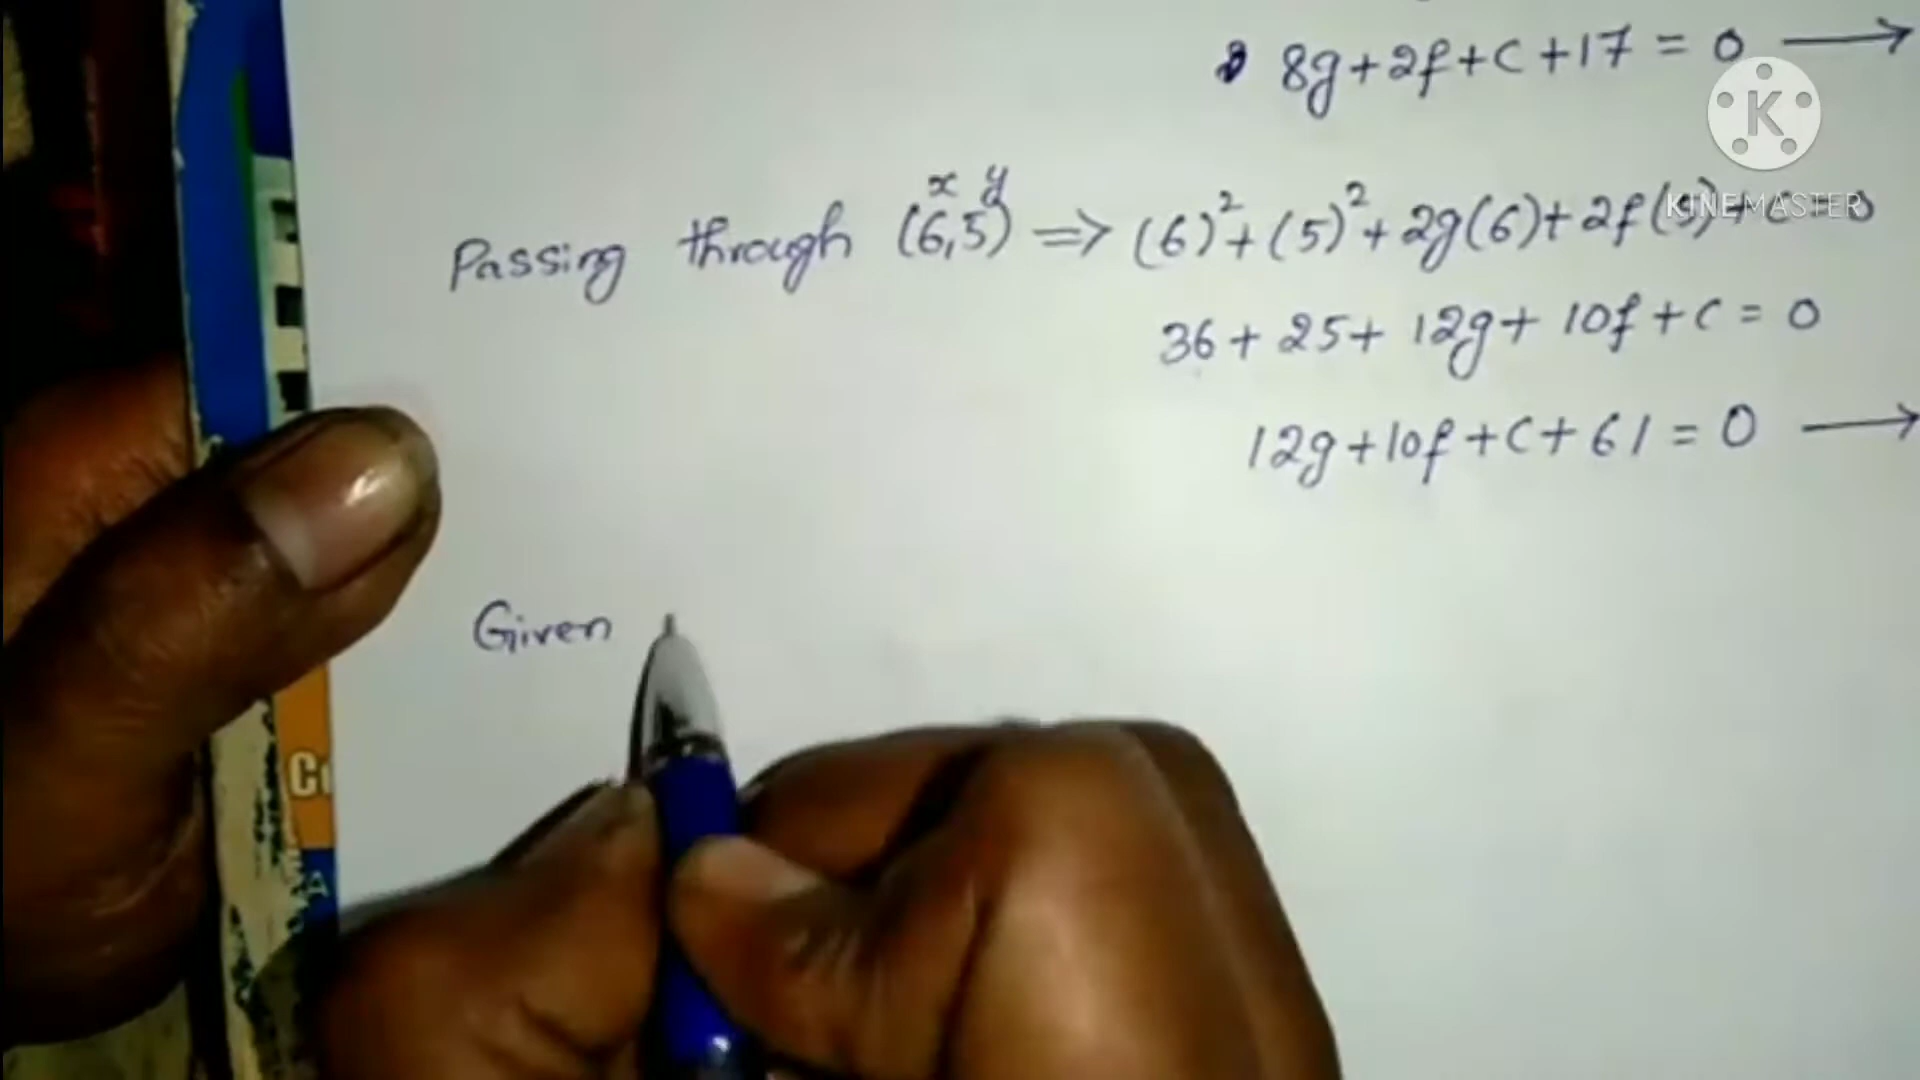 8g+2f+c+17=0 →
x y
Passing through (6,5) ⇒ (6)²+(5)²+2g(6)+2f(5)+c=0
36+25+12g+10f+c=0
12g+10f+c+61=0 →
Given
K
KINEMASTER